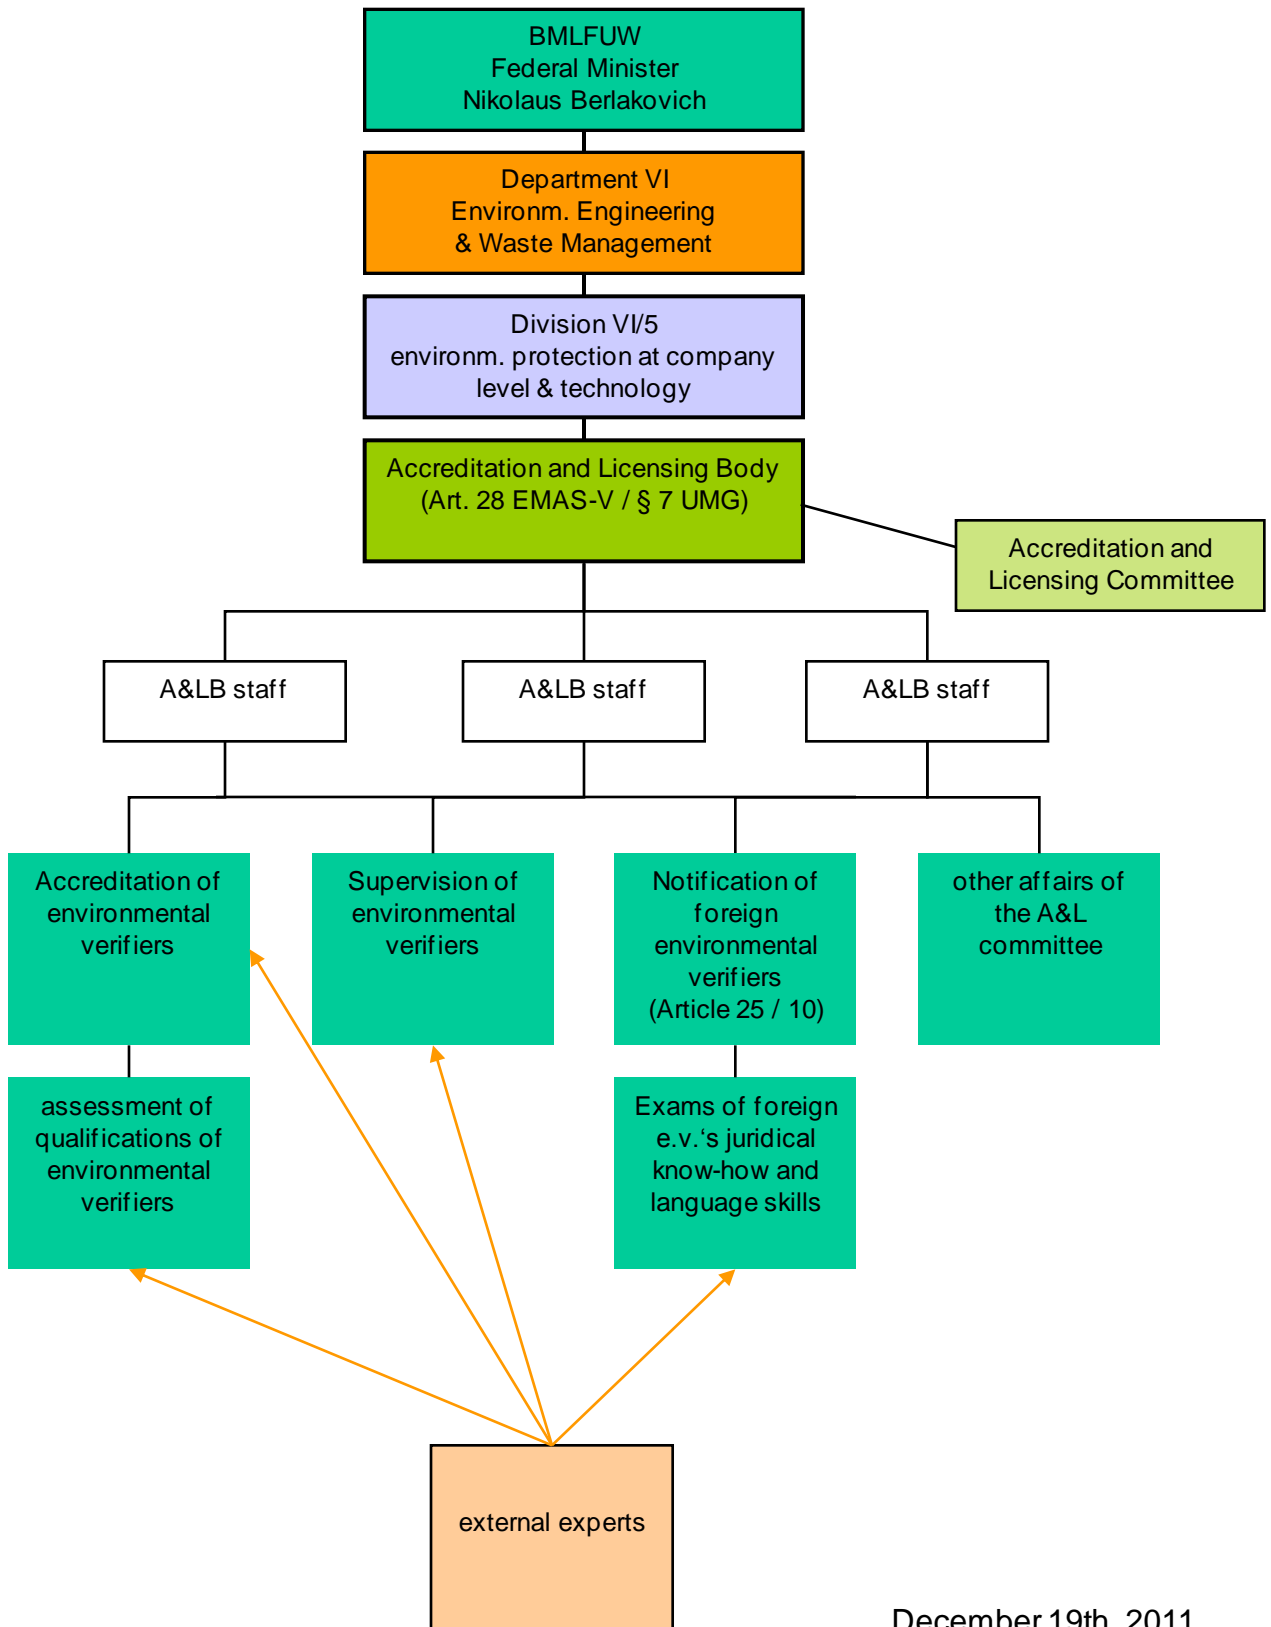 BMLFUW
Federal Minister
Nikolaus Berlakovich
Department VI
Environm. Engineering
& Waste Management
Division VI/5
environm. protection at company
level & technology
Accreditation and Licensing Body
(Art. 28 EMAS-V / § 7 UMG)
Accreditation and
Licensing Committee
A&LB staff
A&LB staff
A&LB staff
Accreditation of
environmental
verifiers
Supervision of
environmental
verifiers
Notification of
foreign
environmental
verifiers
(Article 25 / 10)
other affairs of
the A&L
committee
assessment of
qualifications of
environmental
verifiers
Exams of foreign
e.v.‘s juridical
know-how and
language skills
external experts
December 19th, 2011